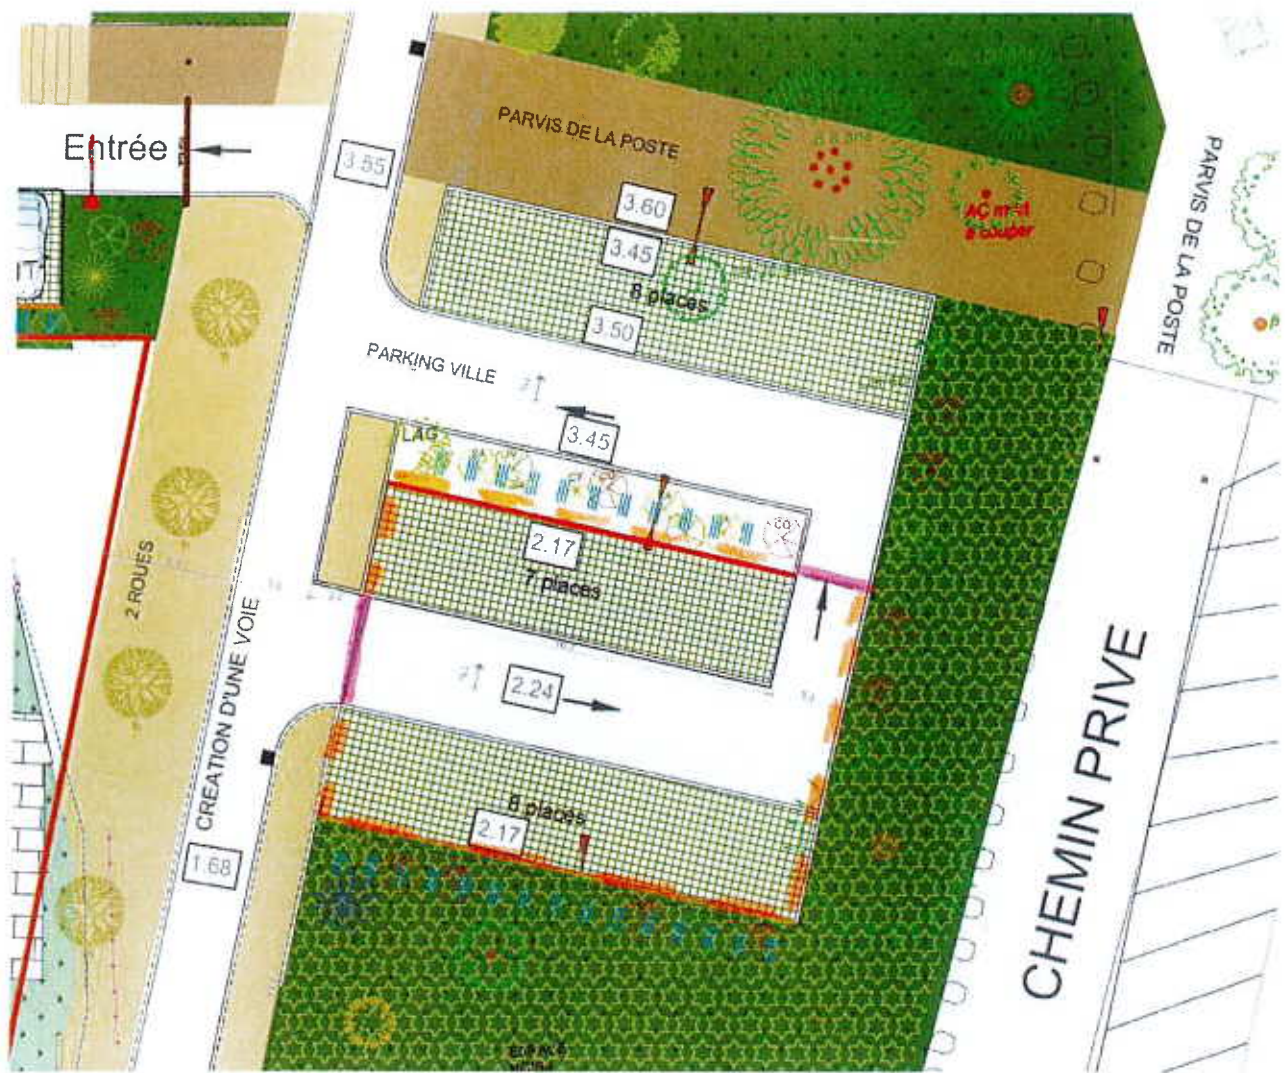 PARVIS DE LA POSTE
Entrée
3.55
3.60
PARVIS DE LA POSTE
AC
à couper
3.45
8 places
3.50
PARKING VILLE
3.45
LAG
2.17
7 places
2 ROUES
CREATION D'UNE VOIE
2.24
CHEMIN PRIVE
8 places
2.17
1.68